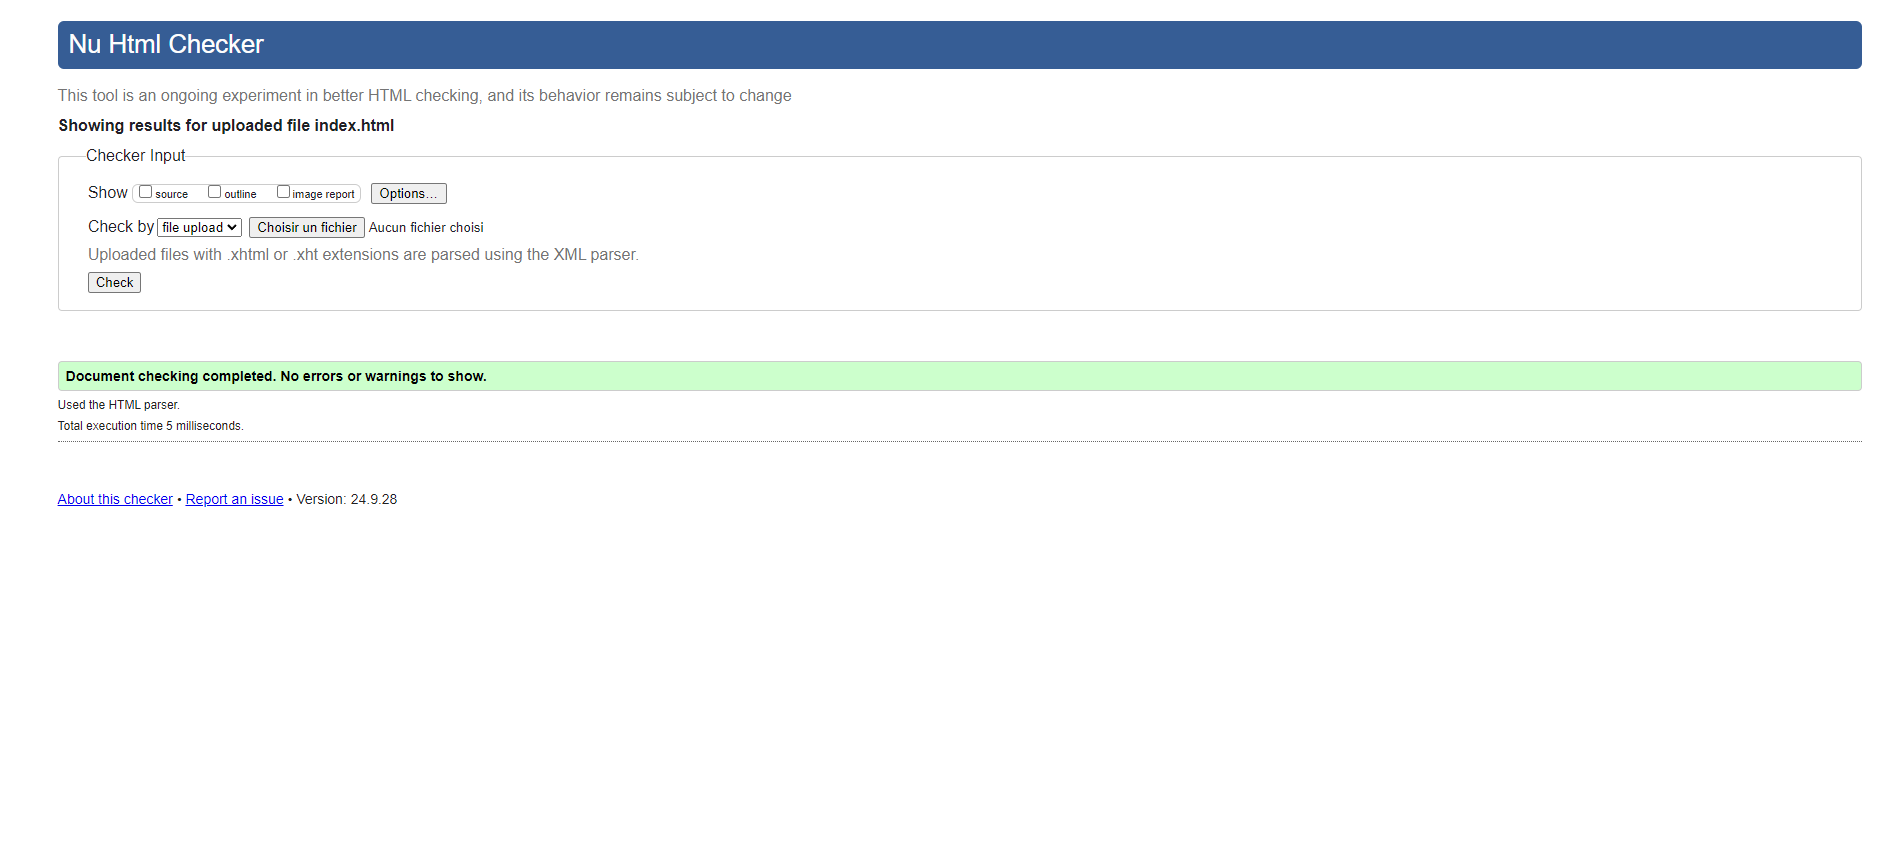 Nu Html Checker
This tool is an ongoing experiment in better HTML checking, and its behavior remains subject to change
Showing results for uploaded file index.html
Checker Input
Show source outline image report Options...
Check by file upload Choisir un fichier Aucun fichier choisi
Uploaded files with .xhtml or .xht extensions are parsed using the XML parser.
Check
Document checking completed. No errors or warnings to show.
Used the HTML parser.
Total execution time 5 milliseconds.
About this checker • Report an issue • Version: 24.9.28